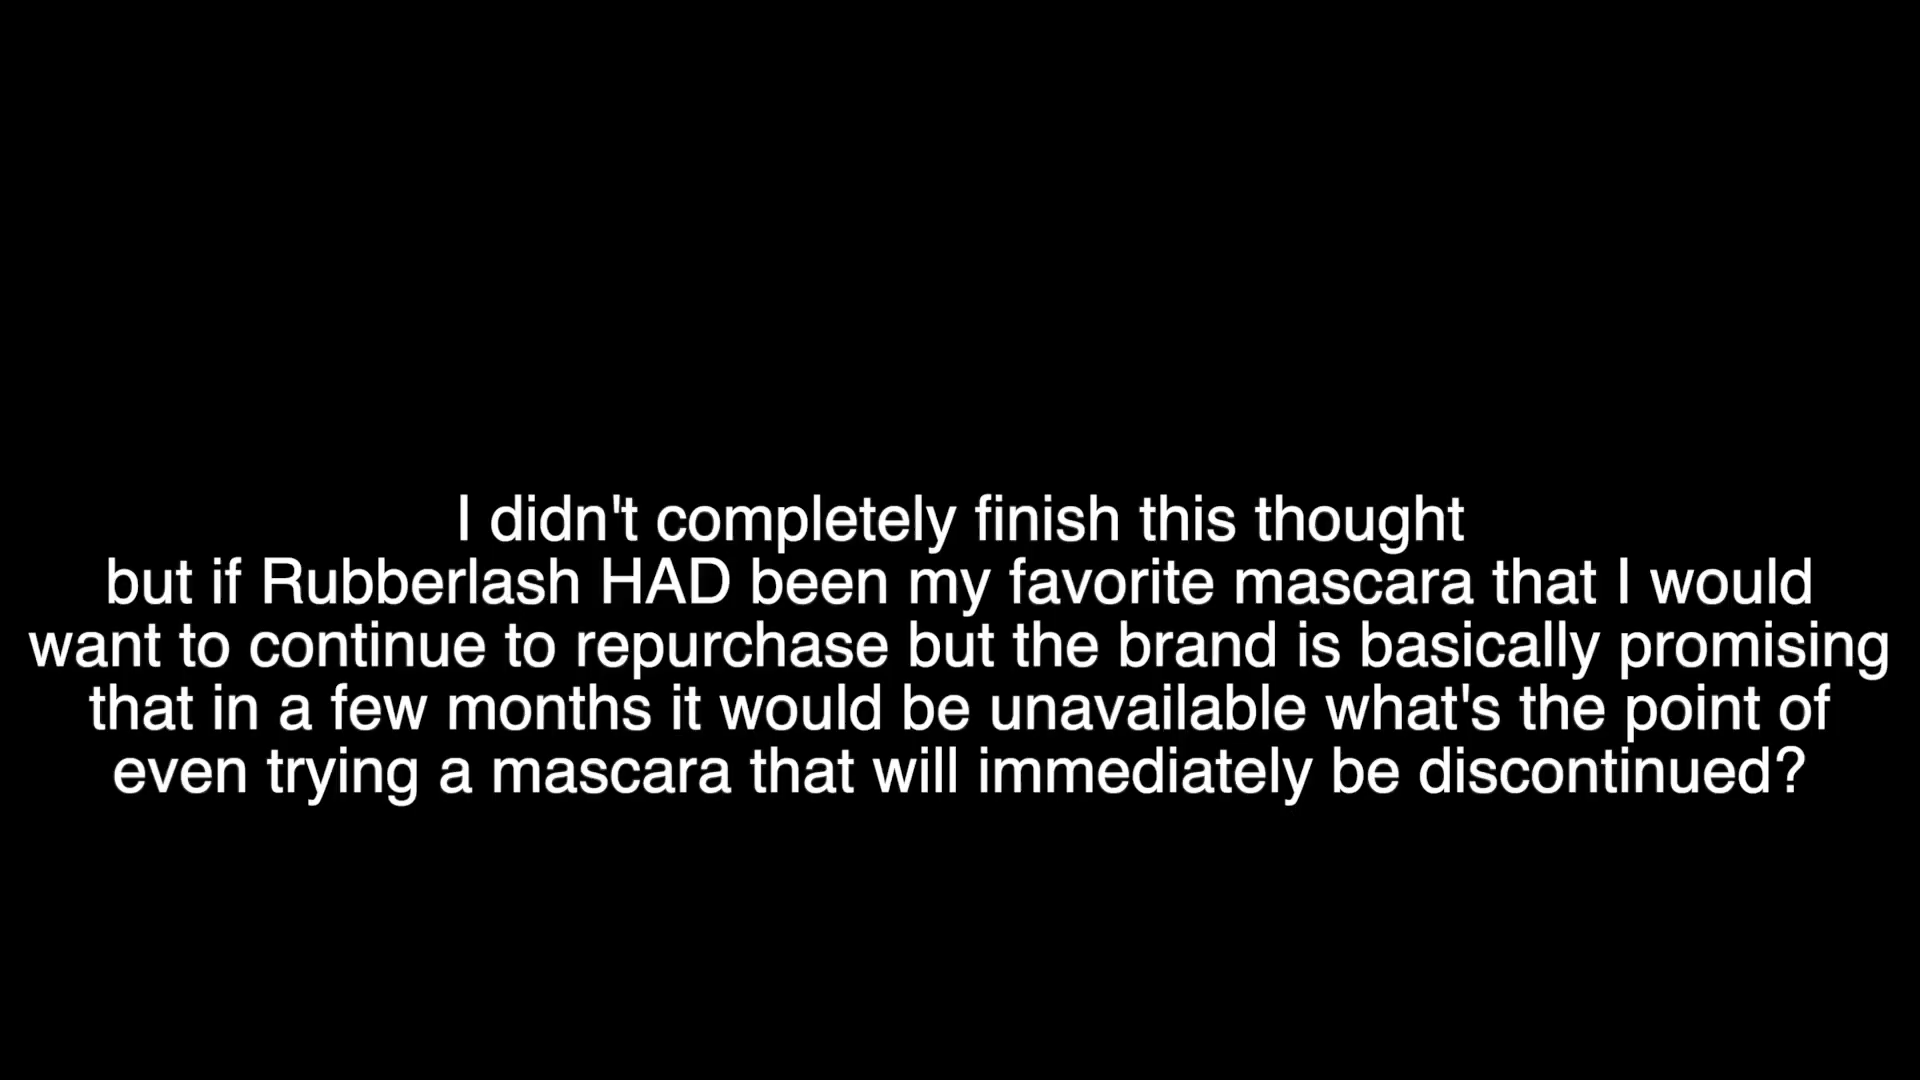 I didn't completely finish this thought
but if Rubberlash HAD been my favorite mascara that I would
want to continue to repurchase but the brand is basically promising
that in a few months it would be unavailable what's the point of
even trying a mascara that will immediately be discontinued?